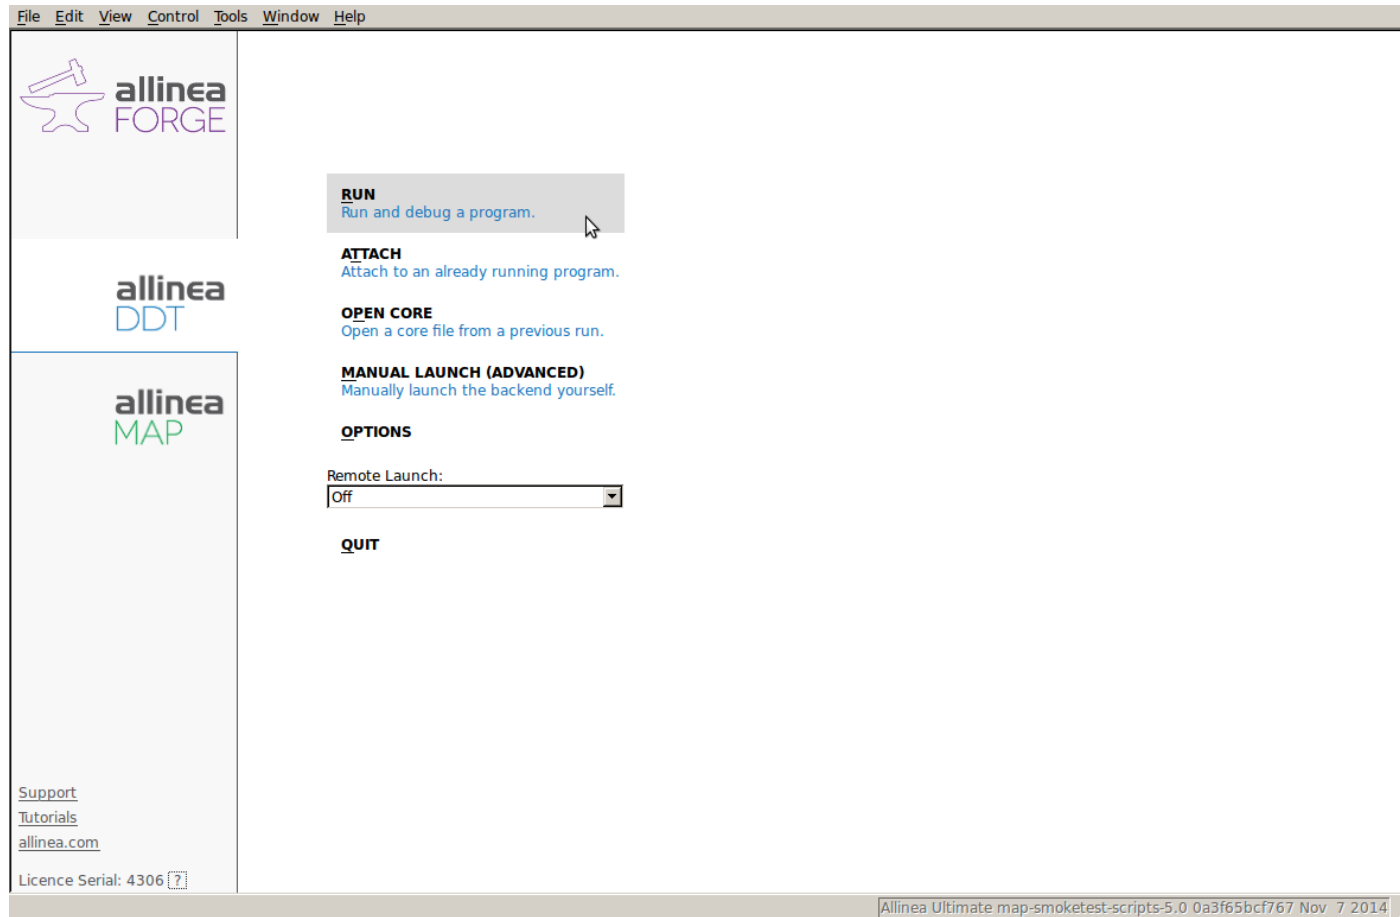 File Edit View Control Tools Window Help
allinea
FORGE
RUN
Run and debug a program.
ATTACH
Attach to an already running program.
allinea
DDT
OPEN CORE
Open a core file from a previous run.
MANUAL LAUNCH (ADVANCED)
Manually launch the backend yourself.
allinea
MAP
OPTIONS
Remote Launch:
Off
QUIT
Support
Tutorials
allinea.com
Licence Serial: 4306 ?
Allinea Ultimate map-smoketest-scripts-5.0 0a3f65bcf767 Nov 7 2014